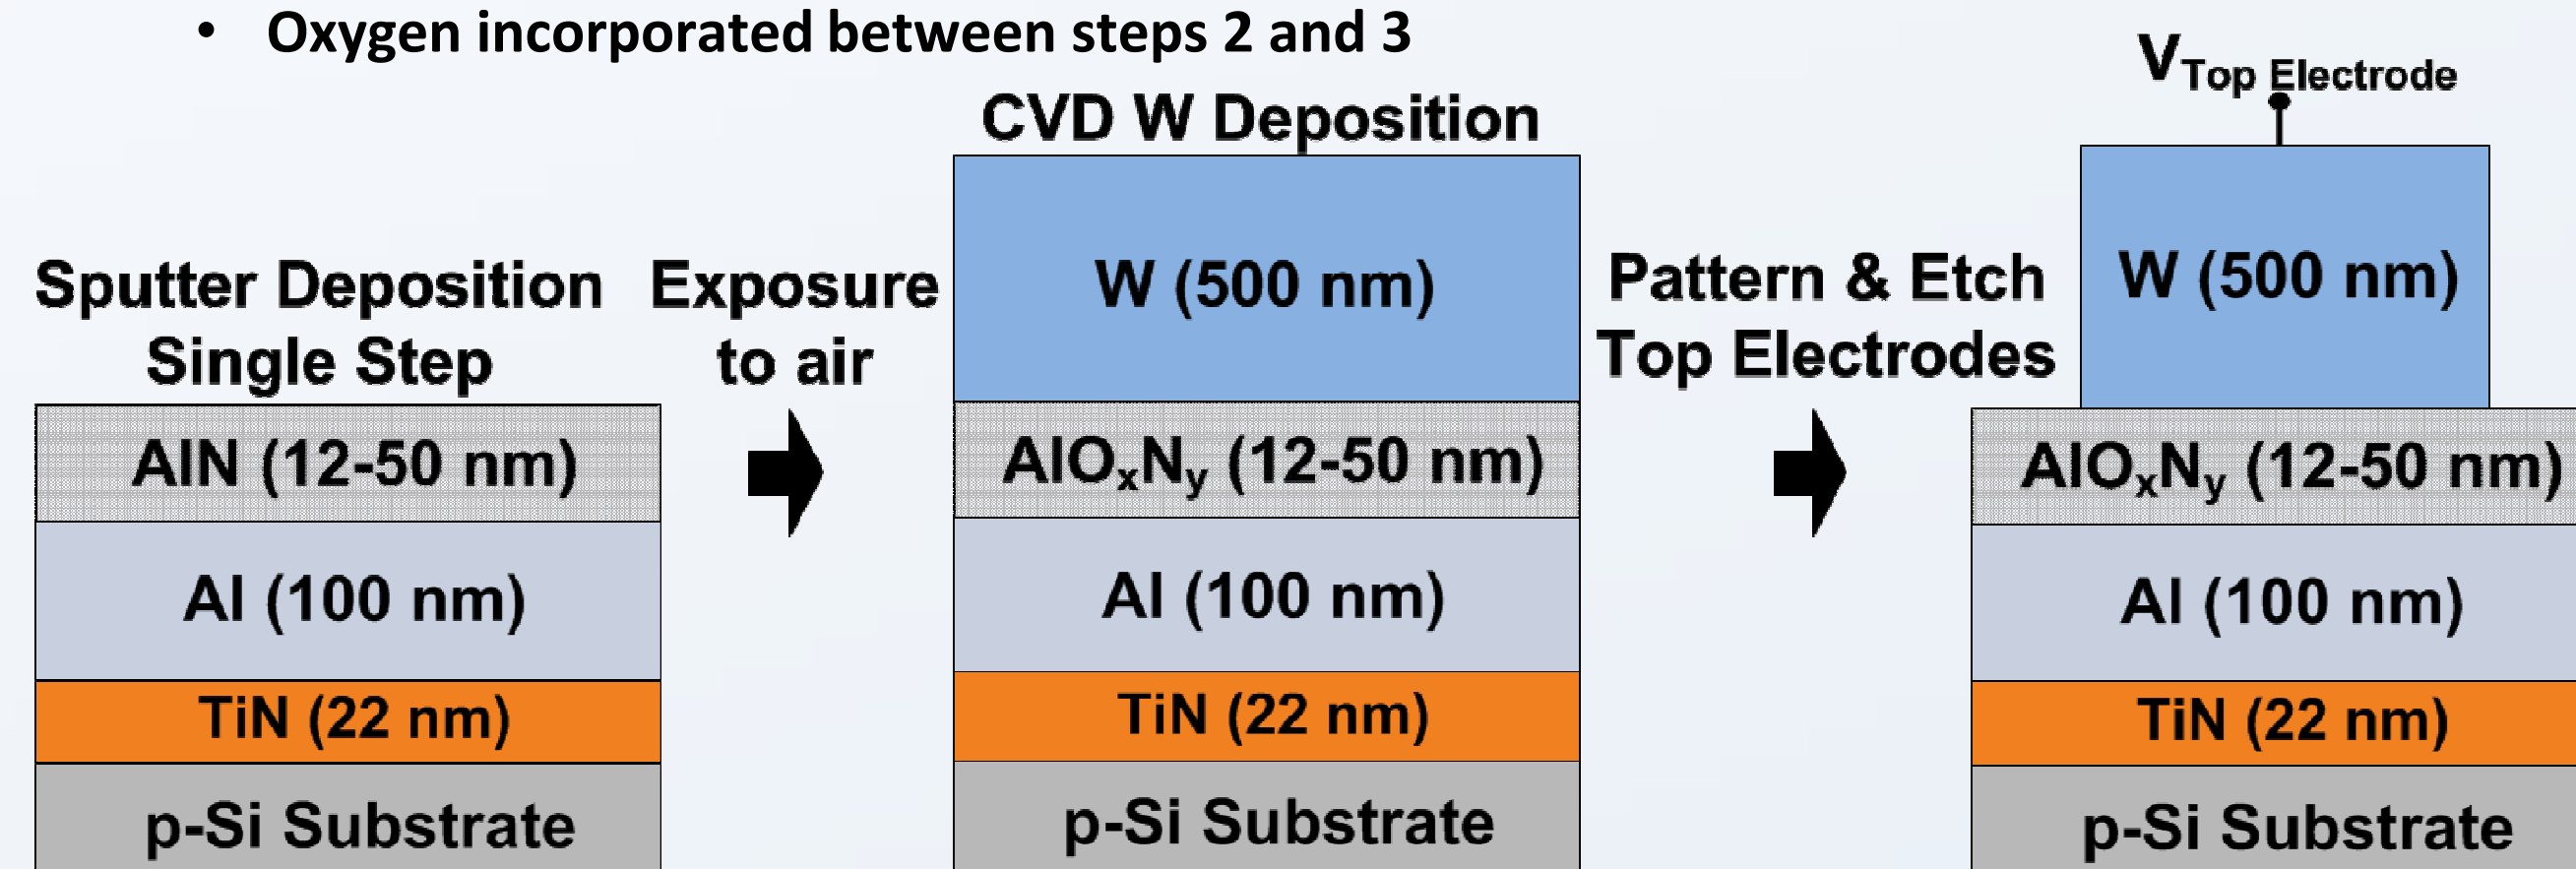 • Oxygen incorporated between steps 2 and 3
Sputter Deposition
Single Step
AlN (12-50 nm)
Al (100 nm)
TiN (22 nm)
p-Si Substrate
Exposure
to air
CVD W Deposition
W (500 nm)
AlOxNy (12-50 nm)
Al (100 nm)
TiN (22 nm)
p-Si Substrate
Pattern & Etch
Top Electrodes
VTop Electrode
W (500 nm)
AlOxNy (12-50 nm)
Al (100 nm)
TiN (22 nm)
p-Si Substrate